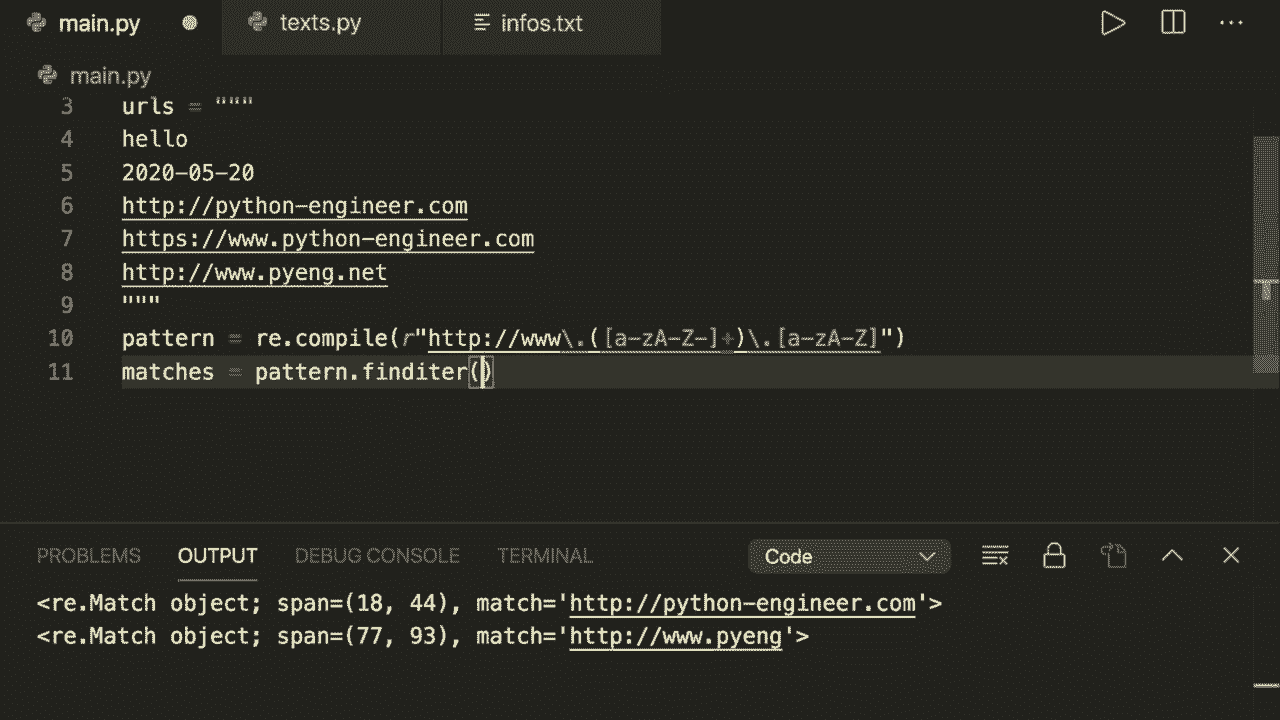 main.py texts.py infos.txt
main.py
3 urls = """
4 hello
5 2020-05-20
6 http://python-engineer.com
7 https://www.python-engineer.com
8 http://www.pyeng.net
9 """
10 pattern = re.compile(r"http://www\.([a-zA-Z-]+)\.[a-zA-Z]")
11 matches = pattern.finditer()
PROBLEMS OUTPUT DEBUG CONSOLE TERMINAL Code
<re.Match object; span=(18, 44), match='http://python-engineer.com'>
<re.Match object; span=(77, 93), match='http://www.pyeng'>